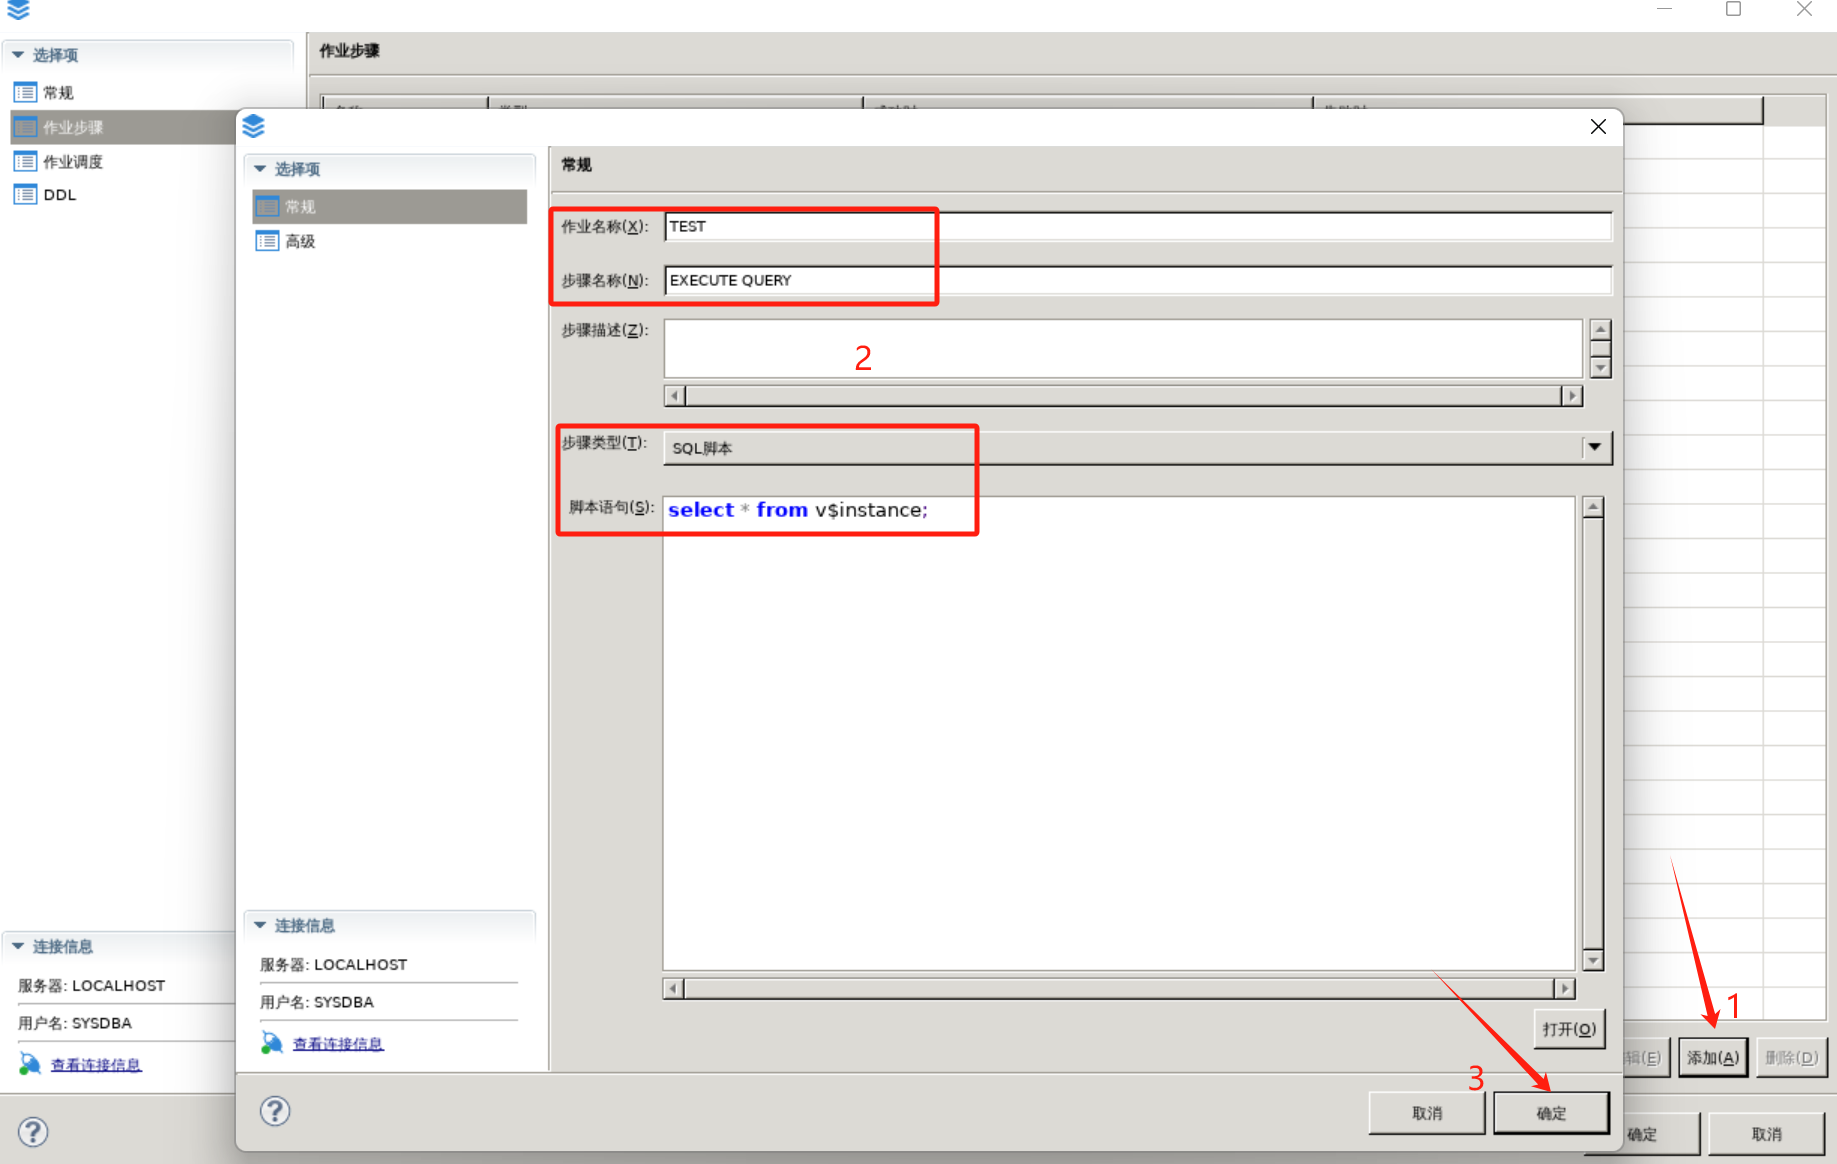 选择项
常规
作业步骤
作业调度
DDL
作业步骤
选择项
常规
高级
常规
作业名称(X): TEST
步骤名称(N): EXECUTE QUERY
步骤描述(Z):
2
步骤类型(T): SQL脚本
脚本语句(S): select * from v$instance;
连接信息
服务器: LOCALHOST
用户名: SYSDBA
查看连接信息
连接信息
服务器: LOCALHOST
用户名: SYSDBA
查看连接信息
打开(O)
1
辑(E) 添加(A) 删除(D)
3
取消 确定
确定 取消